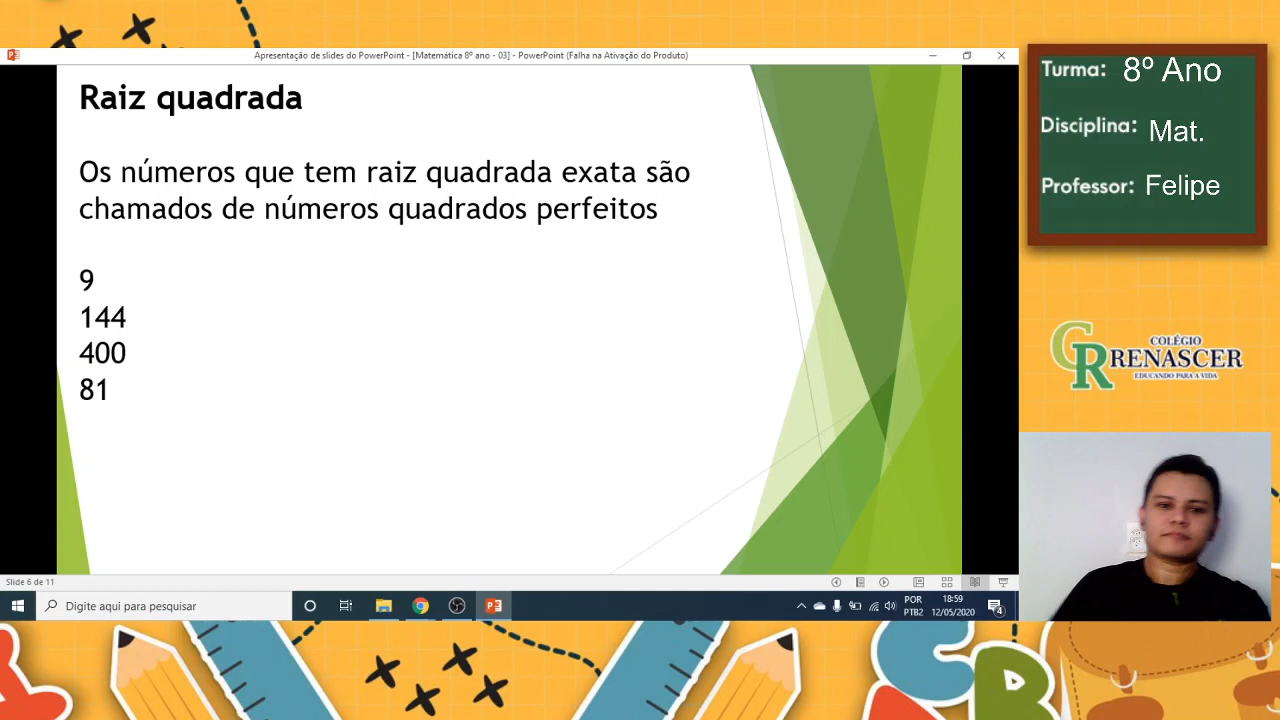 Apresentação de slides do PowerPoint - [Matemática 8º ano - 03] - PowerPoint (Falha na Ativação do Produto)
Raiz quadrada
Os números que tem raiz quadrada exata são
chamados de números quadrados perfeitos
9
144
400
81
Slide 6 de 11
Digite aqui para pesquisar
POR
PTB2
18:59
12/05/2020
4
Turma: 8º Ano
Disciplina: Mat.
Professor: Felipe
CR
COLÉGIO
RENASCER
EDUCANDO PARA A VIDA
C
B